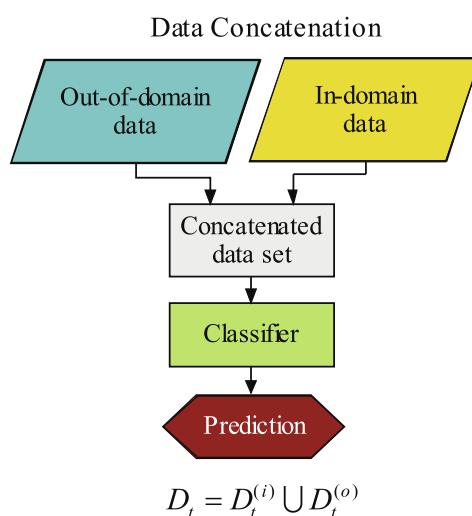 Data Concatenation
Out-of-domain
data
In-domain
data
Concatenated
data set
Classifier
Prediction
D_t = D_t^{(i)} ⋃ D_t^{(o)}